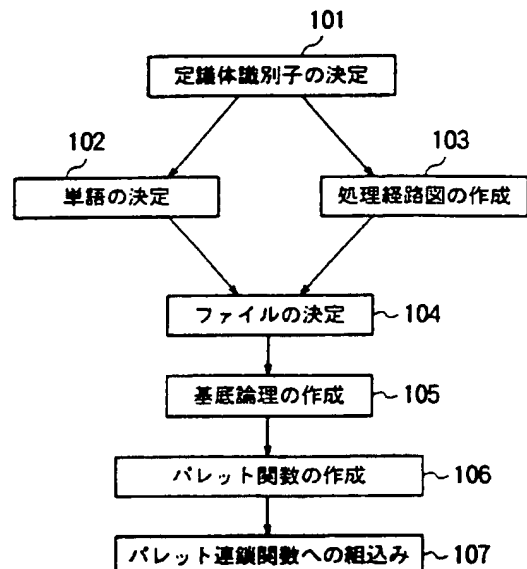 101
定議体識別子の決定
102
単語の決定
103
処理経路図の作成
ファイルの決定 104
基底論理の作成 105
パレット関数の作成 106
パレット連鎖関数への組込み 107